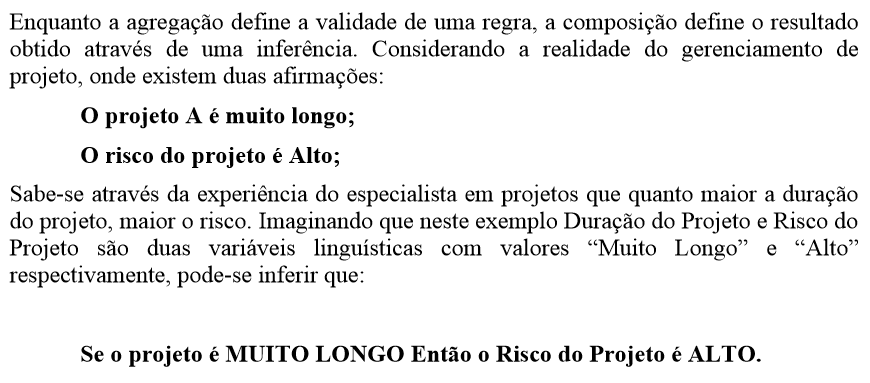 Enquanto a agregação define a validade de uma regra, a composição define o resultado
obtido através de uma inferência. Considerando a realidade do gerenciamento de
projeto, onde existem duas afirmações:
O projeto A é muito longo;
O risco do projeto é Alto;
Sabe-se através da experiência do especialista em projetos que quanto maior a duração
do projeto, maior o risco. Imaginando que neste exemplo Duração do Projeto e Risco do
Projeto são duas variáveis linguísticas com valores “Muito Longo” e “Alto”
respectivamente, pode-se inferir que:
Se o projeto é MUITO LONGO Então o Risco do Projeto é ALTO.